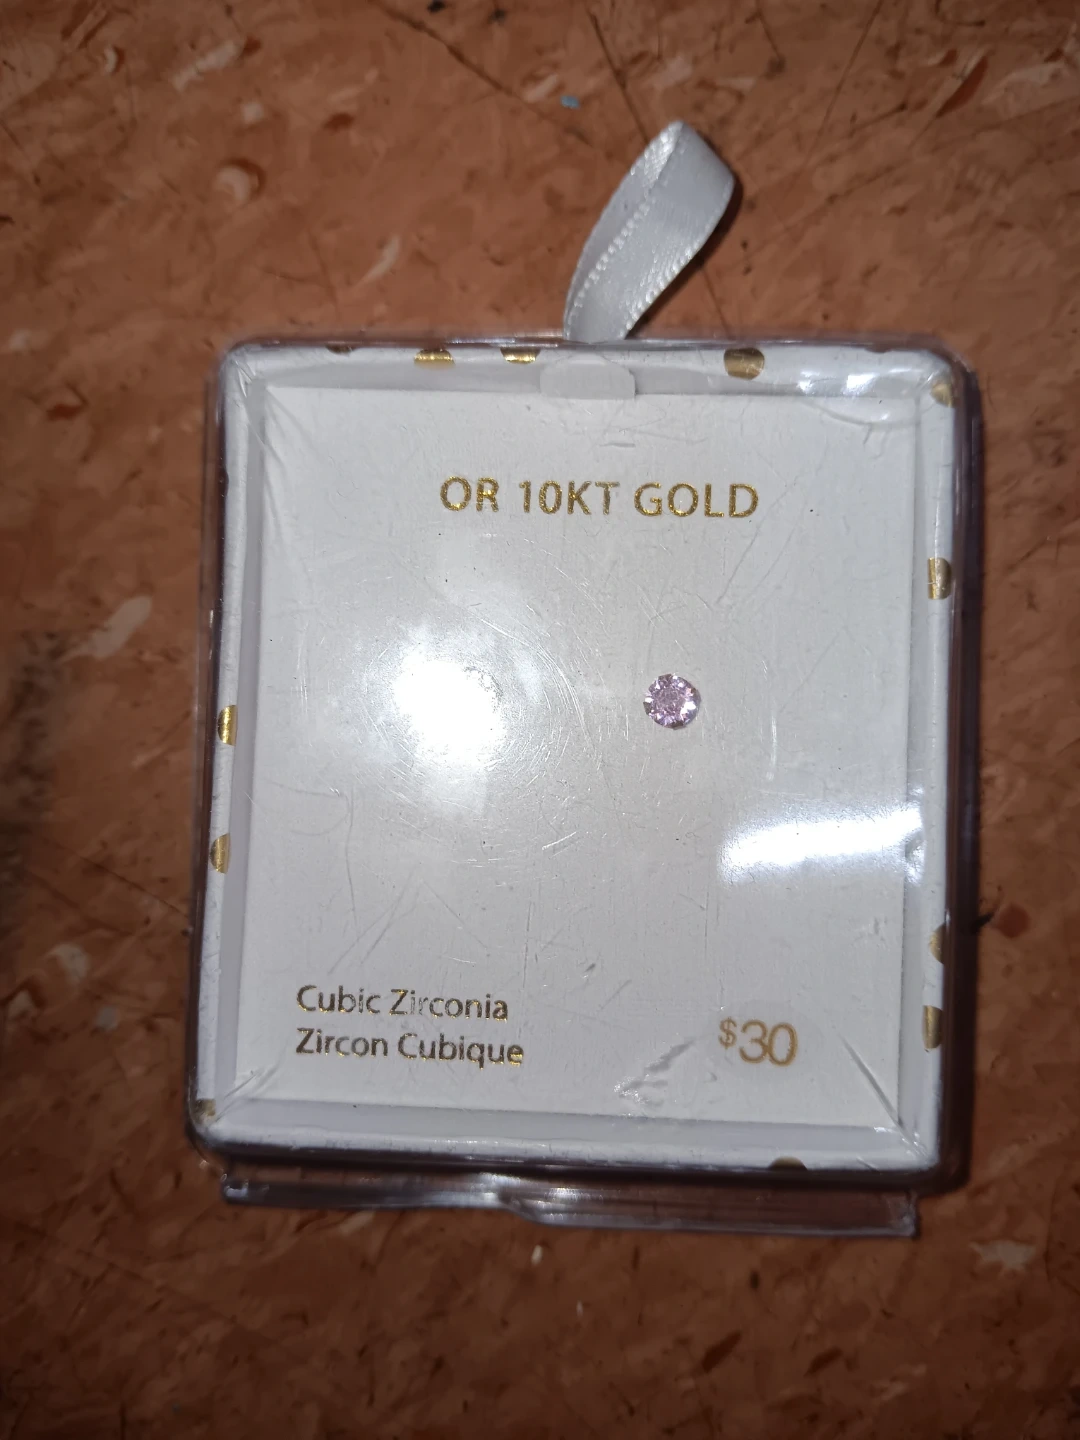 OR 10KT GOLD
Cubic Zirconia
Zircon Cubique
$30